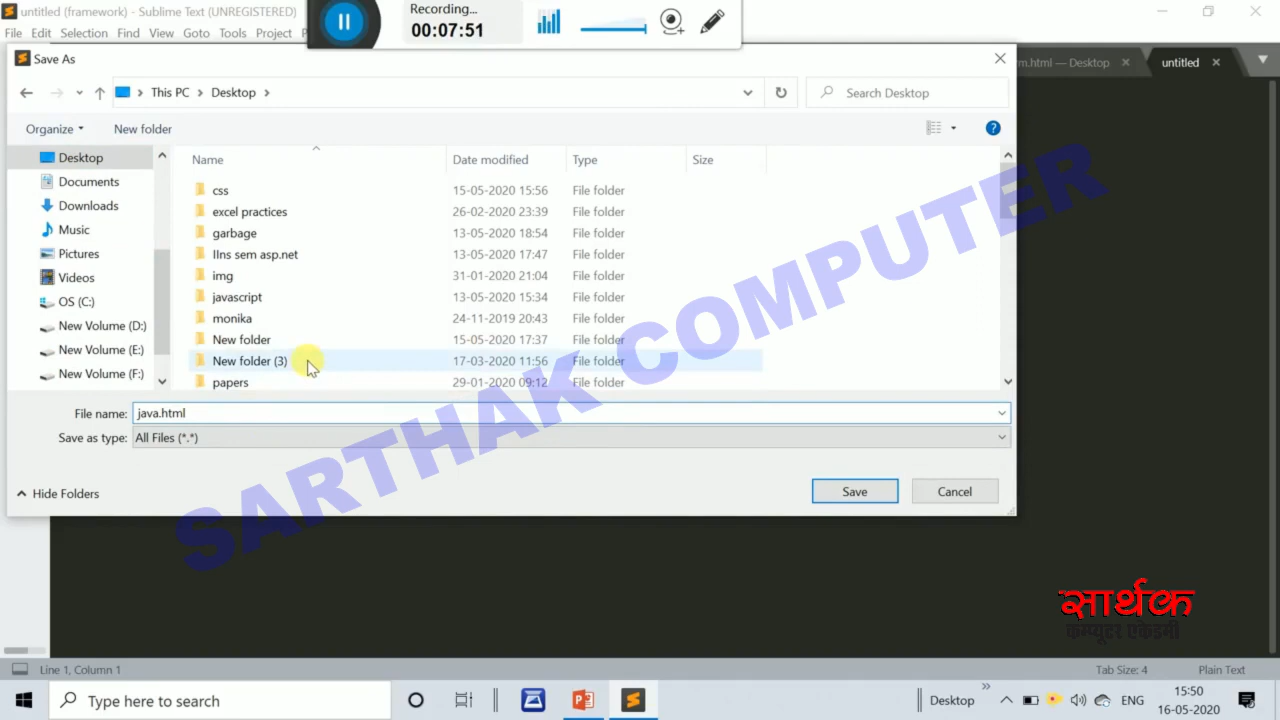 untitled (framework) - Sublime Text (UNREGISTERED)
Recording...
00:07:51
File Edit Selection Find View Goto Tools Project
Save As
rm.html — Desktop
untitled
This PC > Desktop >
Search Desktop
Organize
New folder
Name Date modified Type Size
Desktop
Documents
Downloads
Music
Pictures
Videos
OS (C:)
New Volume (D:)
New Volume (E:)
New Volume (F:)
css 15-05-2020 15:56 File folder
excel practices 26-02-2020 23:39 File folder
garbage 13-05-2020 18:54 File folder
IIns sem asp.net 13-05-2020 17:47 File folder
img 31-01-2020 21:04 File folder
javascript 13-05-2020 15:34 File folder
monika 24-11-2019 20:43 File folder
New folder 15-05-2020 17:37 File folder
New folder (3) 17-03-2020 11:56 File folder
papers 29-01-2020 09:12 File folder
File name: java.html
Save as type: All Files (*.*)
Hide Folders
Save
Cancel
SARTHAK COMPUTER
सार्थक
कम्प्यूटर एकेडमी
Line 1, Column 1
Tab Size: 4
Plain Text
Type here to search
Desktop
ENG
15:50
16-05-2020